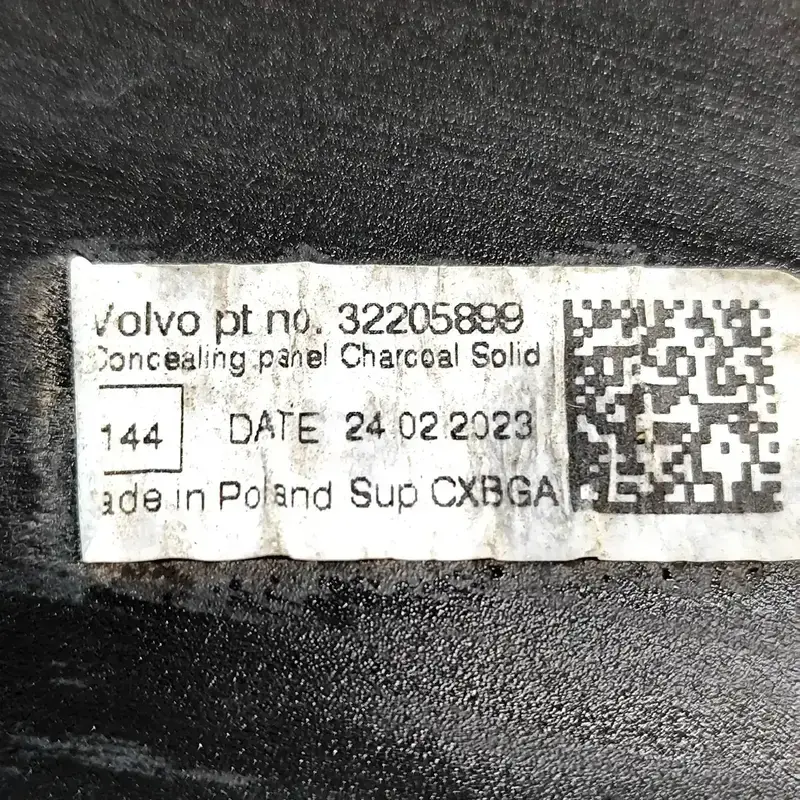 Volvo pt no. 32205899
Concealing panel Charcoal Solid
144 DATE 24 02 2023
ade in Poland Sup CXBGA